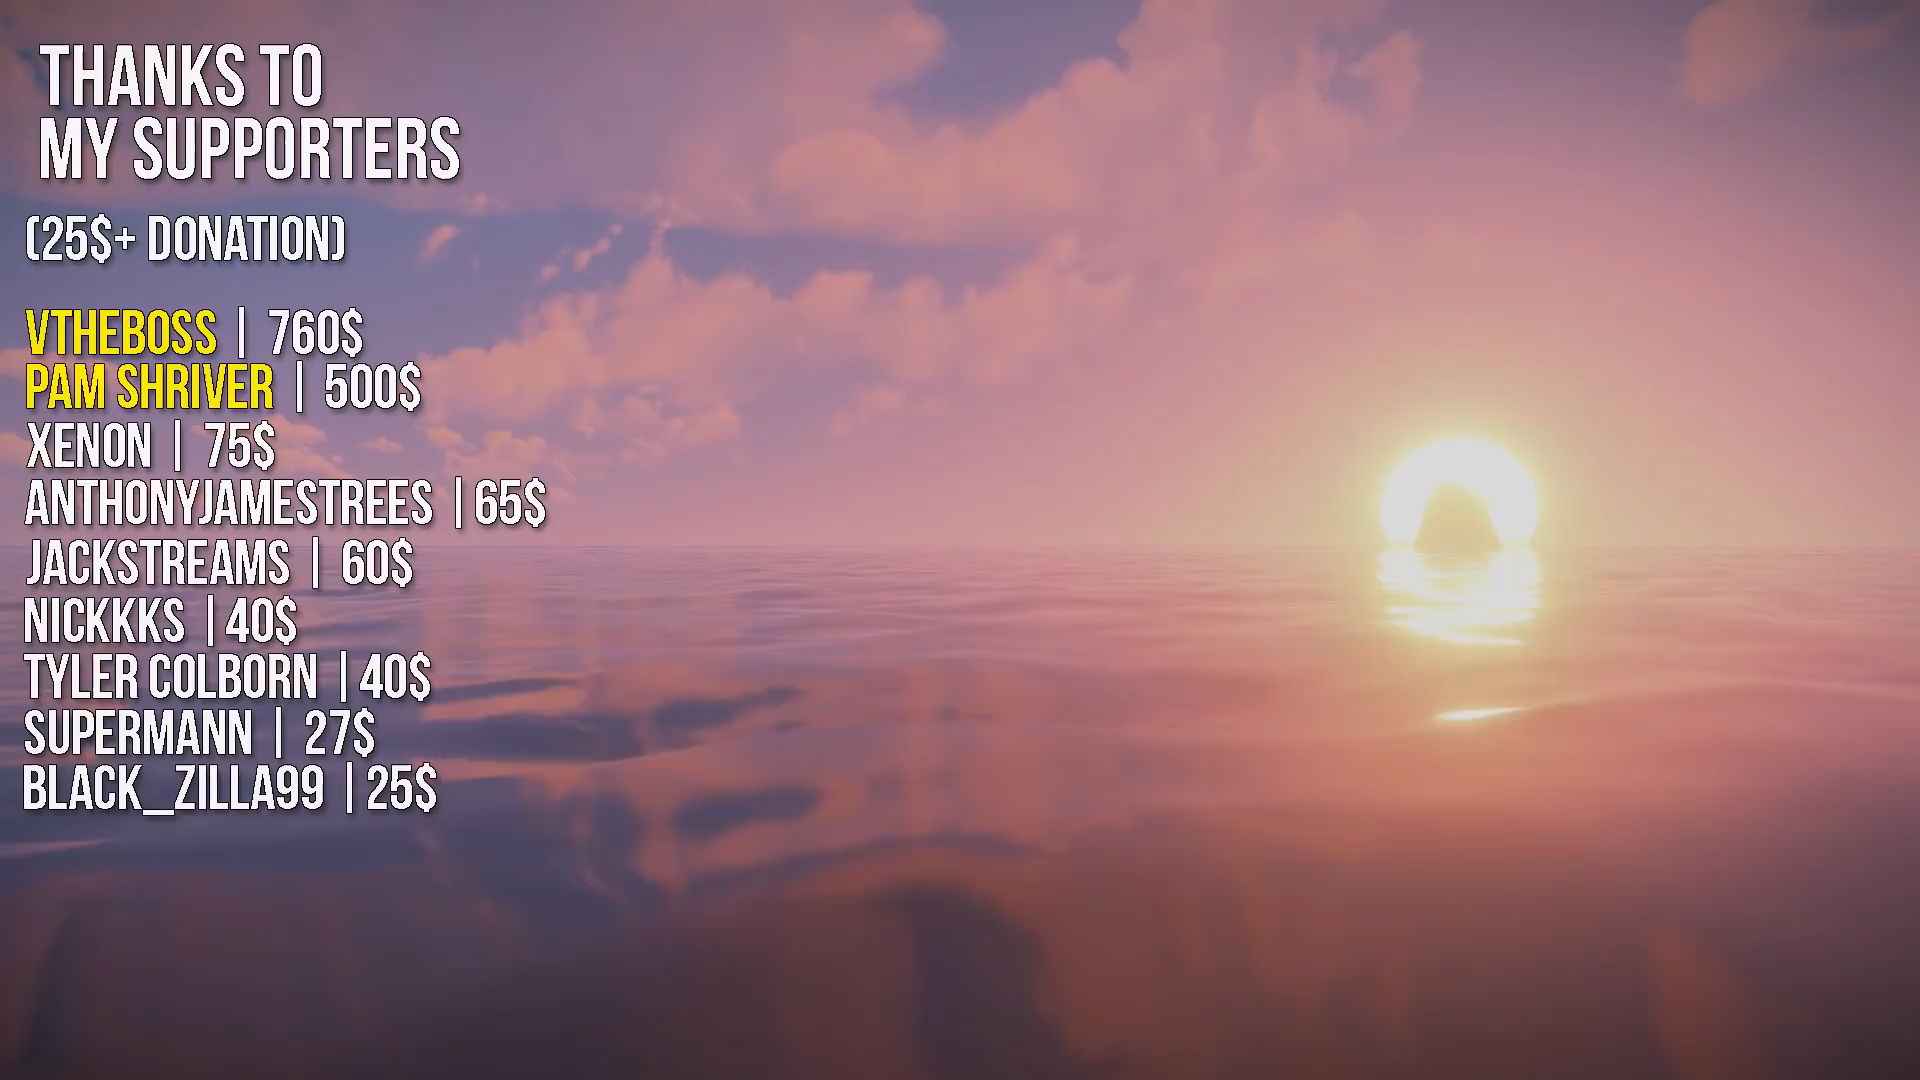 THANKS TO
MY SUPPORTERS
(25$+ DONATION)
VTHEBOSS | 760$
PAM SHRIVER | 500$
XENON | 75$
ANTHONYJAMESTREES | 65$
JACKSTREAMS | 60$
NICKKKS | 40$
TYLER COLBORN | 40$
SUPERMANN | 27$
BLACK_ZILLA99 | 25$